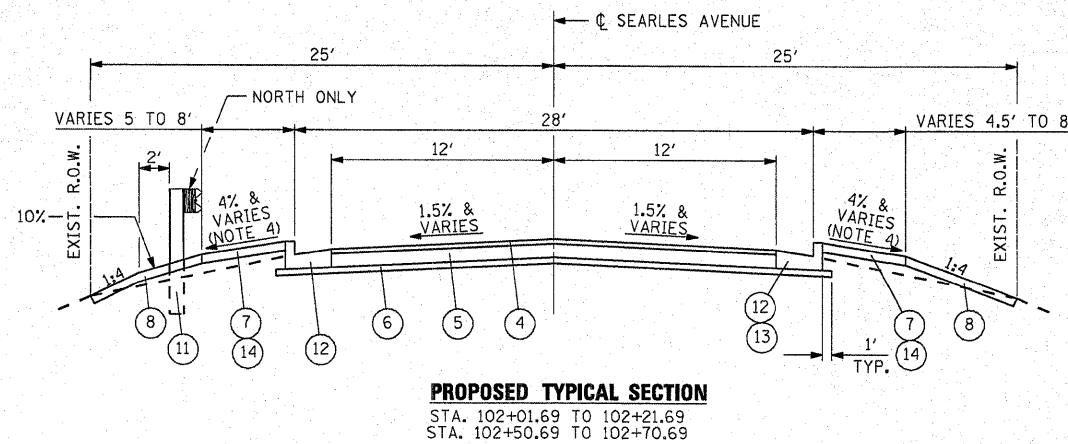 ℄ SEARLES AVENUE
25'
25'
NORTH ONLY
VARIES 5 TO 8'
28'
VARIES 4.5' TO 8
2'
12'
12'
EXIST. R.O.W.
EXIST. R.O.W.
10%
4% &
VARIES
(NOTE 4)
1.5% &
VARIES
1.5% &
VARIES
4% &
VARIES
(NOTE 4)
1:4
1:4
8
11
7
14
12
6
5
4
12
13
1'
TYP.
7
14
8
PROPOSED TYPICAL SECTION
STA. 102+01.69 TO 102+21.69
STA. 102+50.69 TO 102+70.69